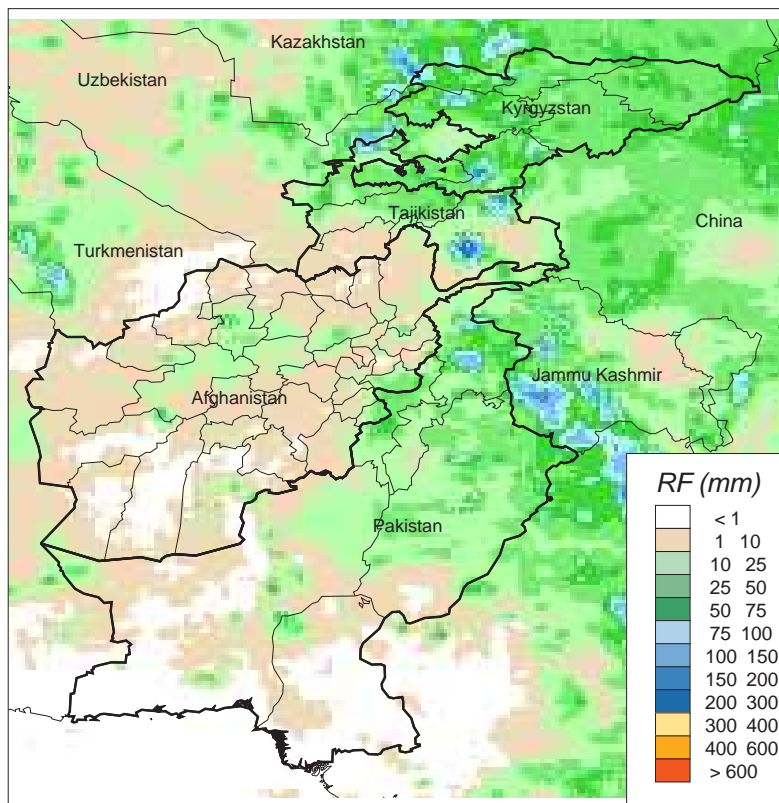 Kazakhstan
Uzbekistan
Kyrgyzstan
Tajikistan
China
Turkmenistan
Jammu Kashmir
Afghanistan
Pakistan
RF (mm)
< 1
1 10
10 25
25 50
50 75
75 100
100 150
150 200
200 300
300 400
400 600
> 600